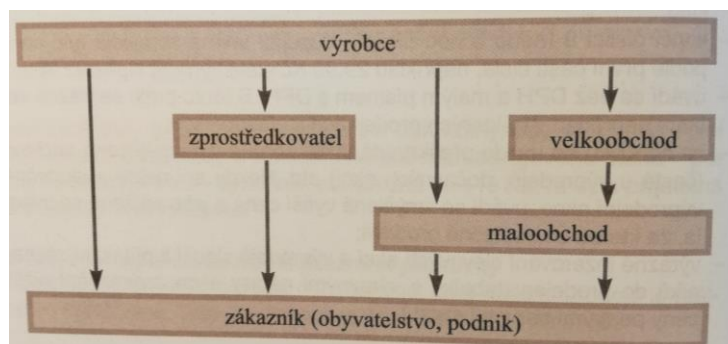 výrobce
zprostředkovatel
velkoobchod
maloobchod
zákazník (obyvatelstvo, podnik)